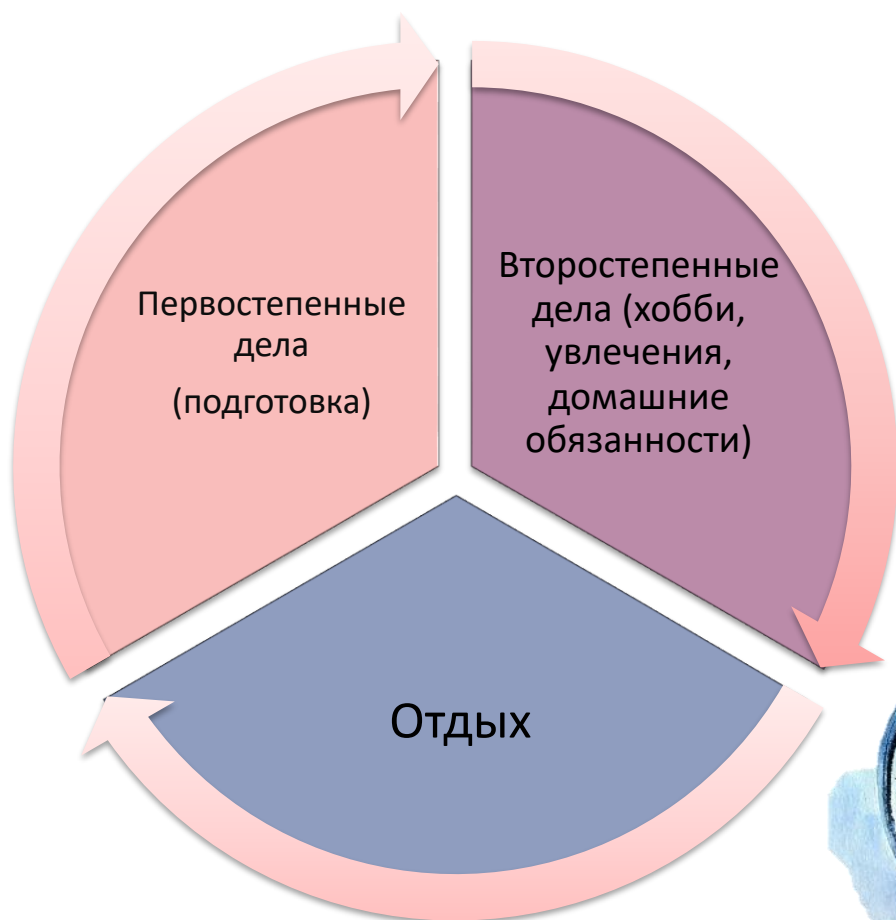 Первостепенные
дела
(подготовка)
Второстепенные
дела (хобби,
увлечения,
домашние
обязанности)
Отдых